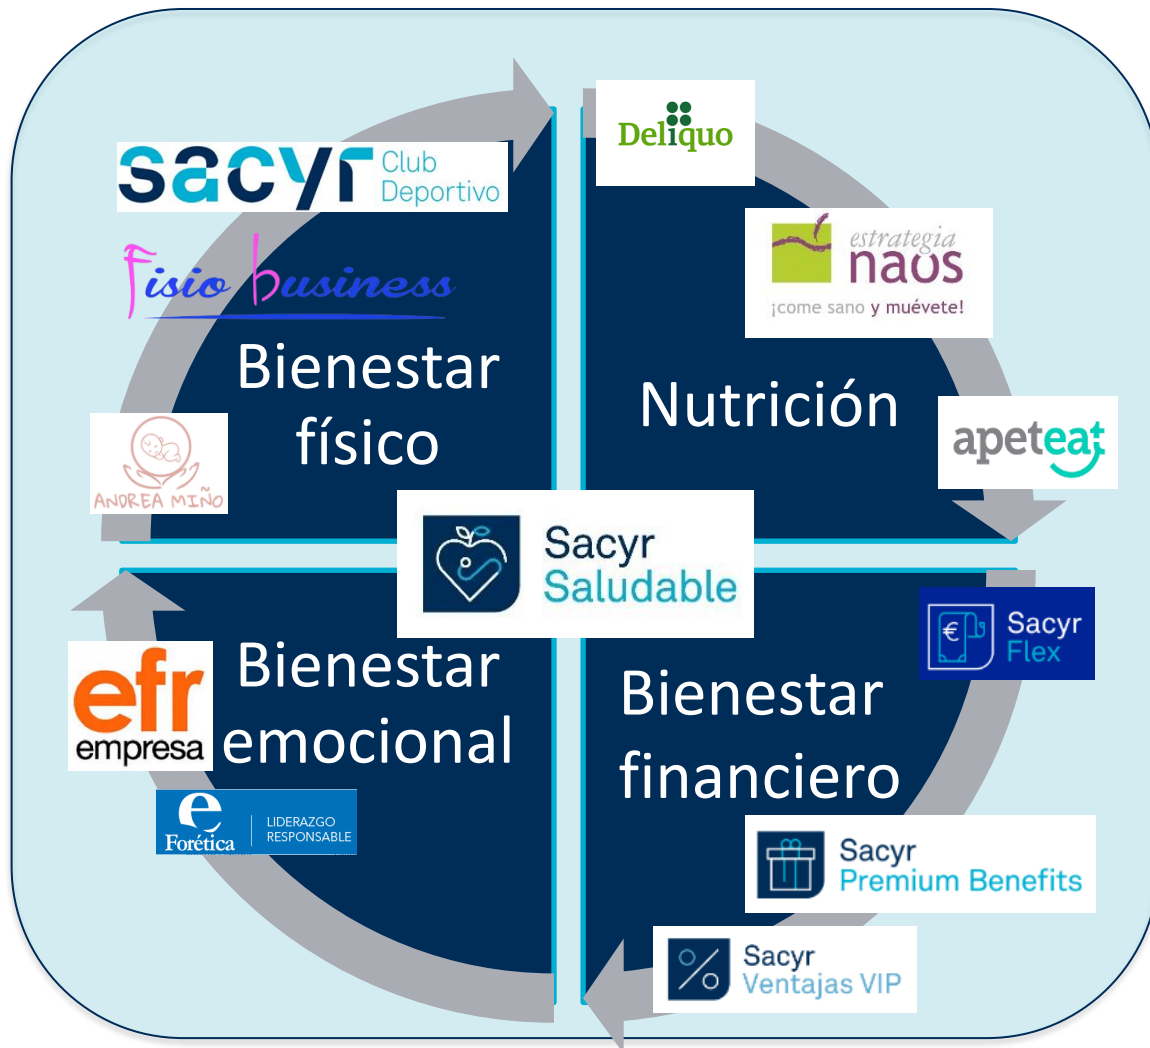 sacyr Club
Deportivo
Fisio business
Bienestar
físico
ANDREA MIÑO
Deliquo
estrategia
naos
¡come sano y muévete!
Nutrición
apeteat
Sacyr
Saludable
Bienestar
emocional
efr
empresa
e
Forética
LIDERAZGO
RESPONSABLE
€
Sacyr
Flex
Bienestar
financiero
Sacyr
Premium Benefits
%
Sacyr
Ventajas VIP